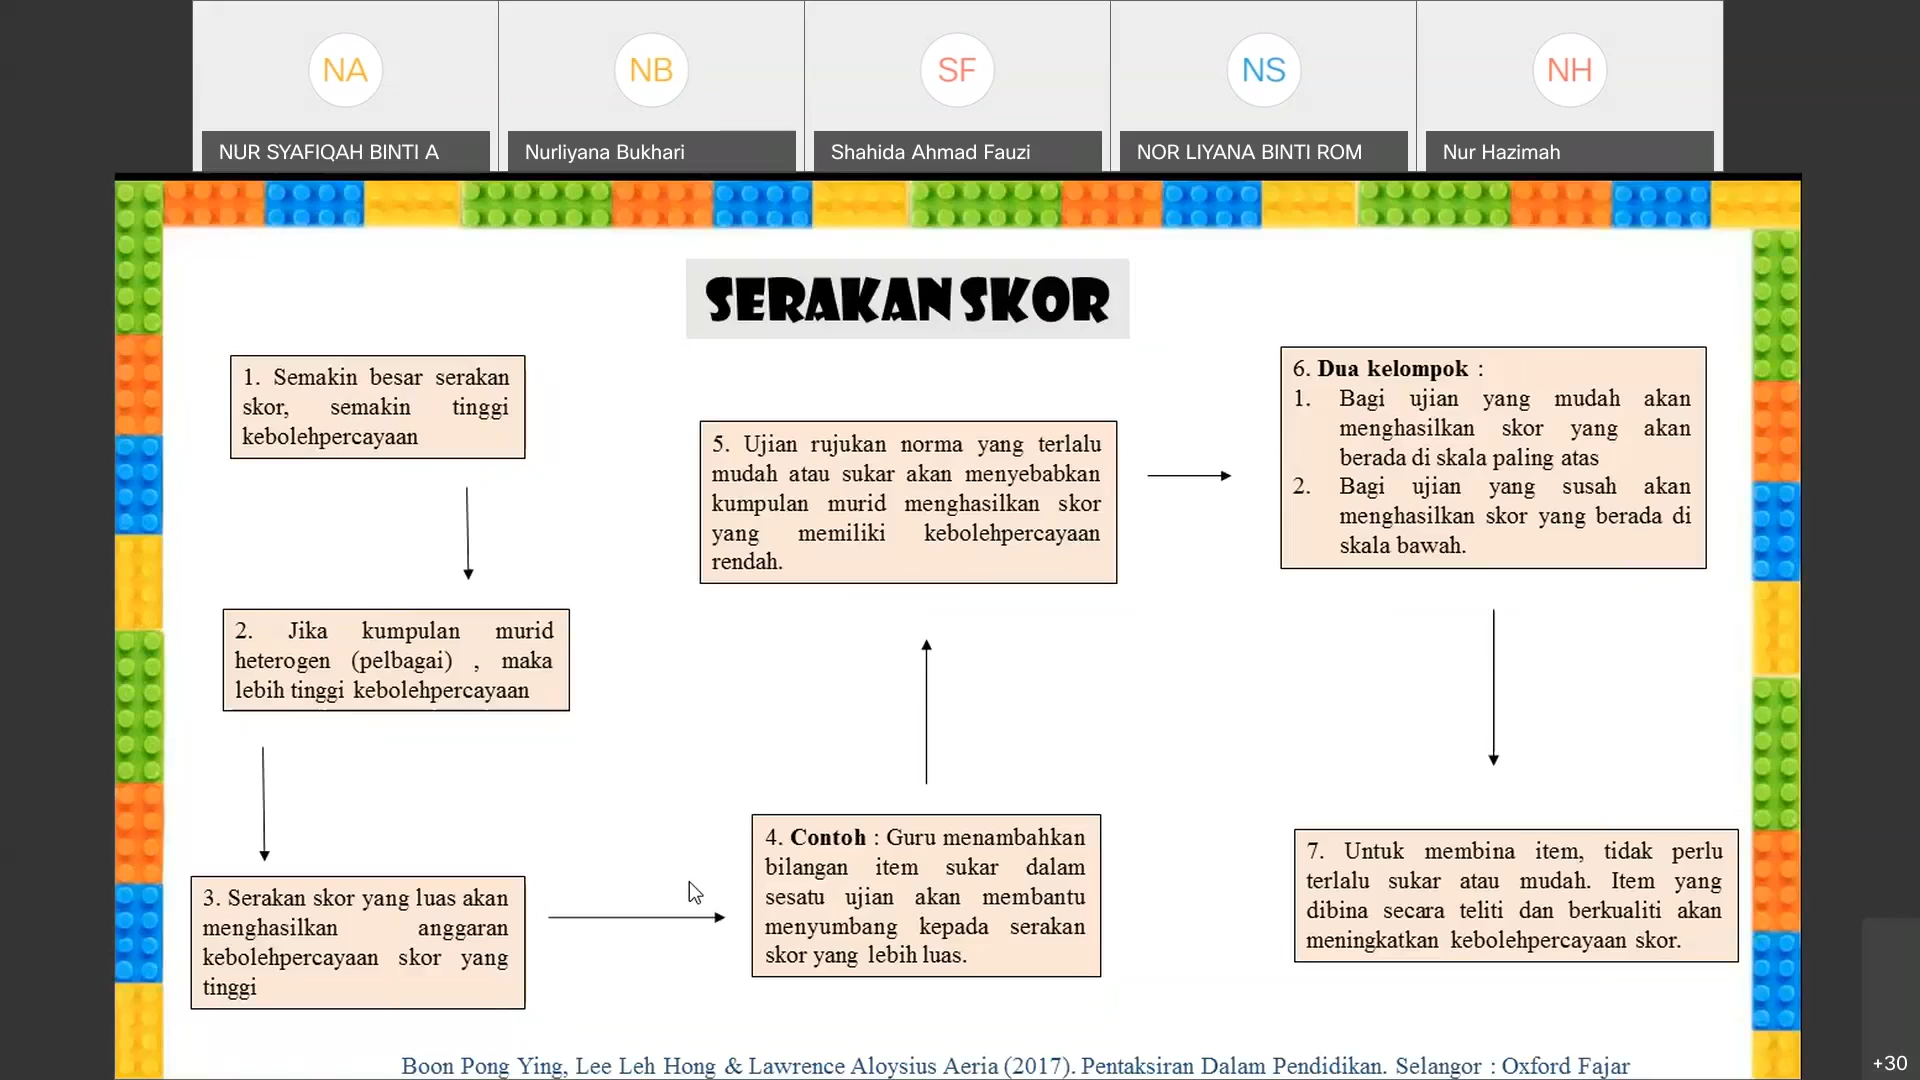 NA
NB
SF
NS
NH
NUR SYAFIQAH BINTI A
Nurliyana Bukhari
Shahida Ahmad Fauzi
NOR LIYANA BINTI ROM
Nur Hazimah
SERAKAN SKOR
1. Semakin besar serakan
skor, semakin tinggi
kebolehpercayaan
2. Jika kumpulan murid
heterogen (pelbagai) , maka
lebih tinggi kebolehpercayaan
3. Serakan skor yang luas akan
menghasilkan anggaran
kebolehpercayaan skor yang
tinggi
4. Contoh : Guru menambahkan
bilangan item sukar dalam
sesatu ujian akan membantu
menyumbang kepada serakan
skor yang lebih luas.
5. Ujian rujukan norma yang terlalu
mudah atau sukar akan menyebabkan
kumpulan murid menghasilkan skor
yang memiliki kebolehpercayaan
rendah.
6. Dua kelompok :
1. Bagi ujian yang mudah akan
menghasilkan skor yang akan
berada di skala paling atas
2. Bagi ujian yang susah akan
menghasilkan skor yang berada di
skala bawah.
7. Untuk membina item, tidak perlu
terlalu sukar atau mudah. Item yang
dibina secara teliti dan berkualiti akan
meningkatkan kebolehpercayaan skor.
Boon Pong Ying, Lee Leh Hong & Lawrence Aloysius Aeria (2017). Pentaksiran Dalam Pendidikan. Selangor : Oxford Fajar
+30